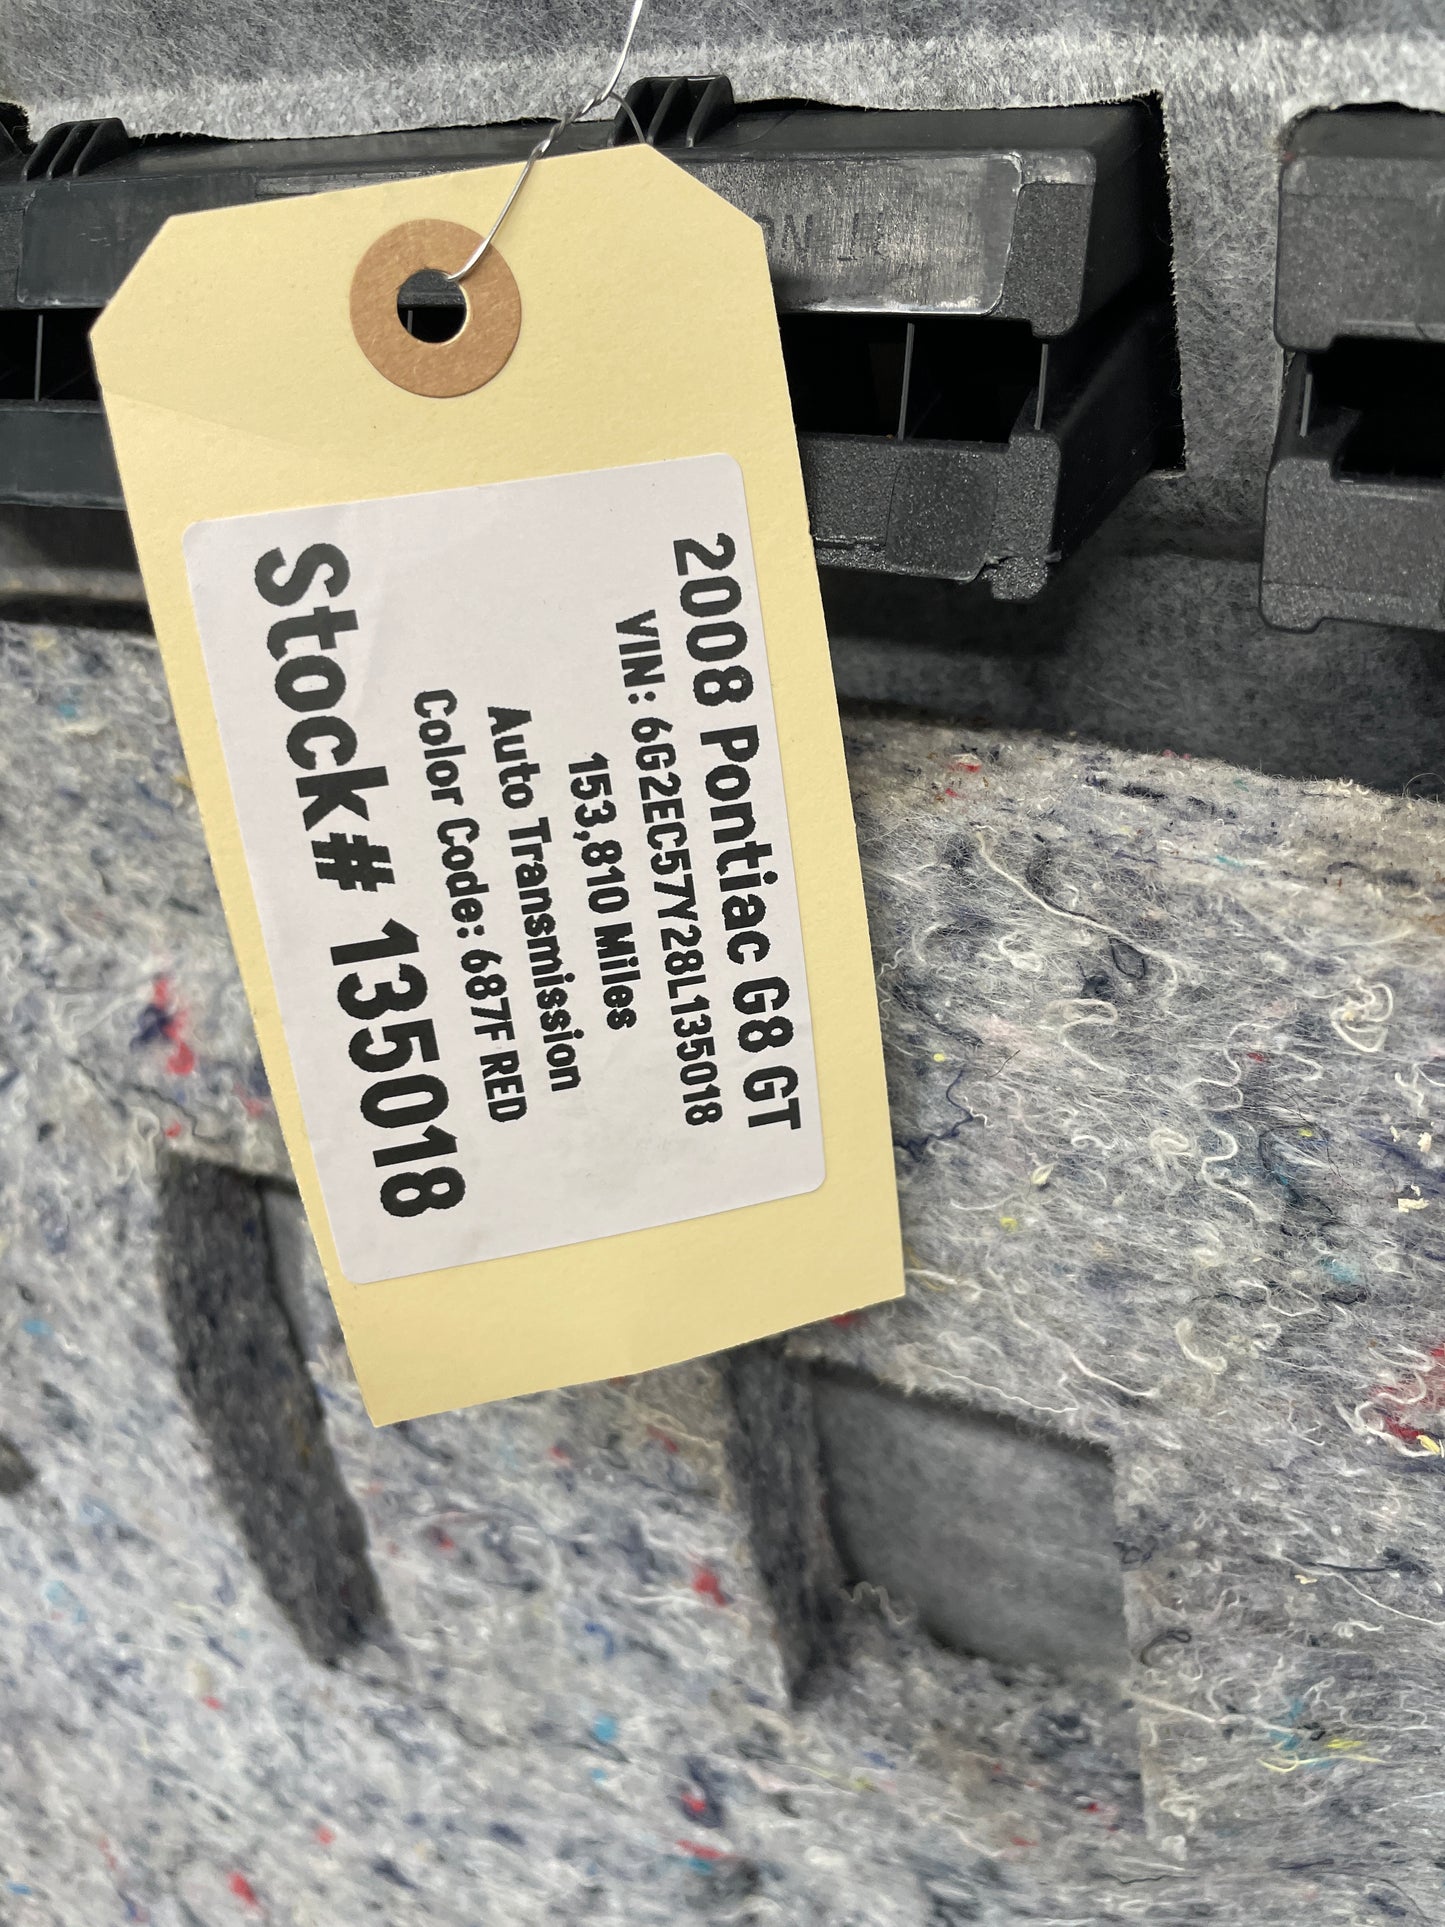 2008 Pontiac G8 GT
VIN: 6G2EC57Y28L135018
153,810 Miles
Auto Transmission
Color Code: 687F RED
Stock# 135018